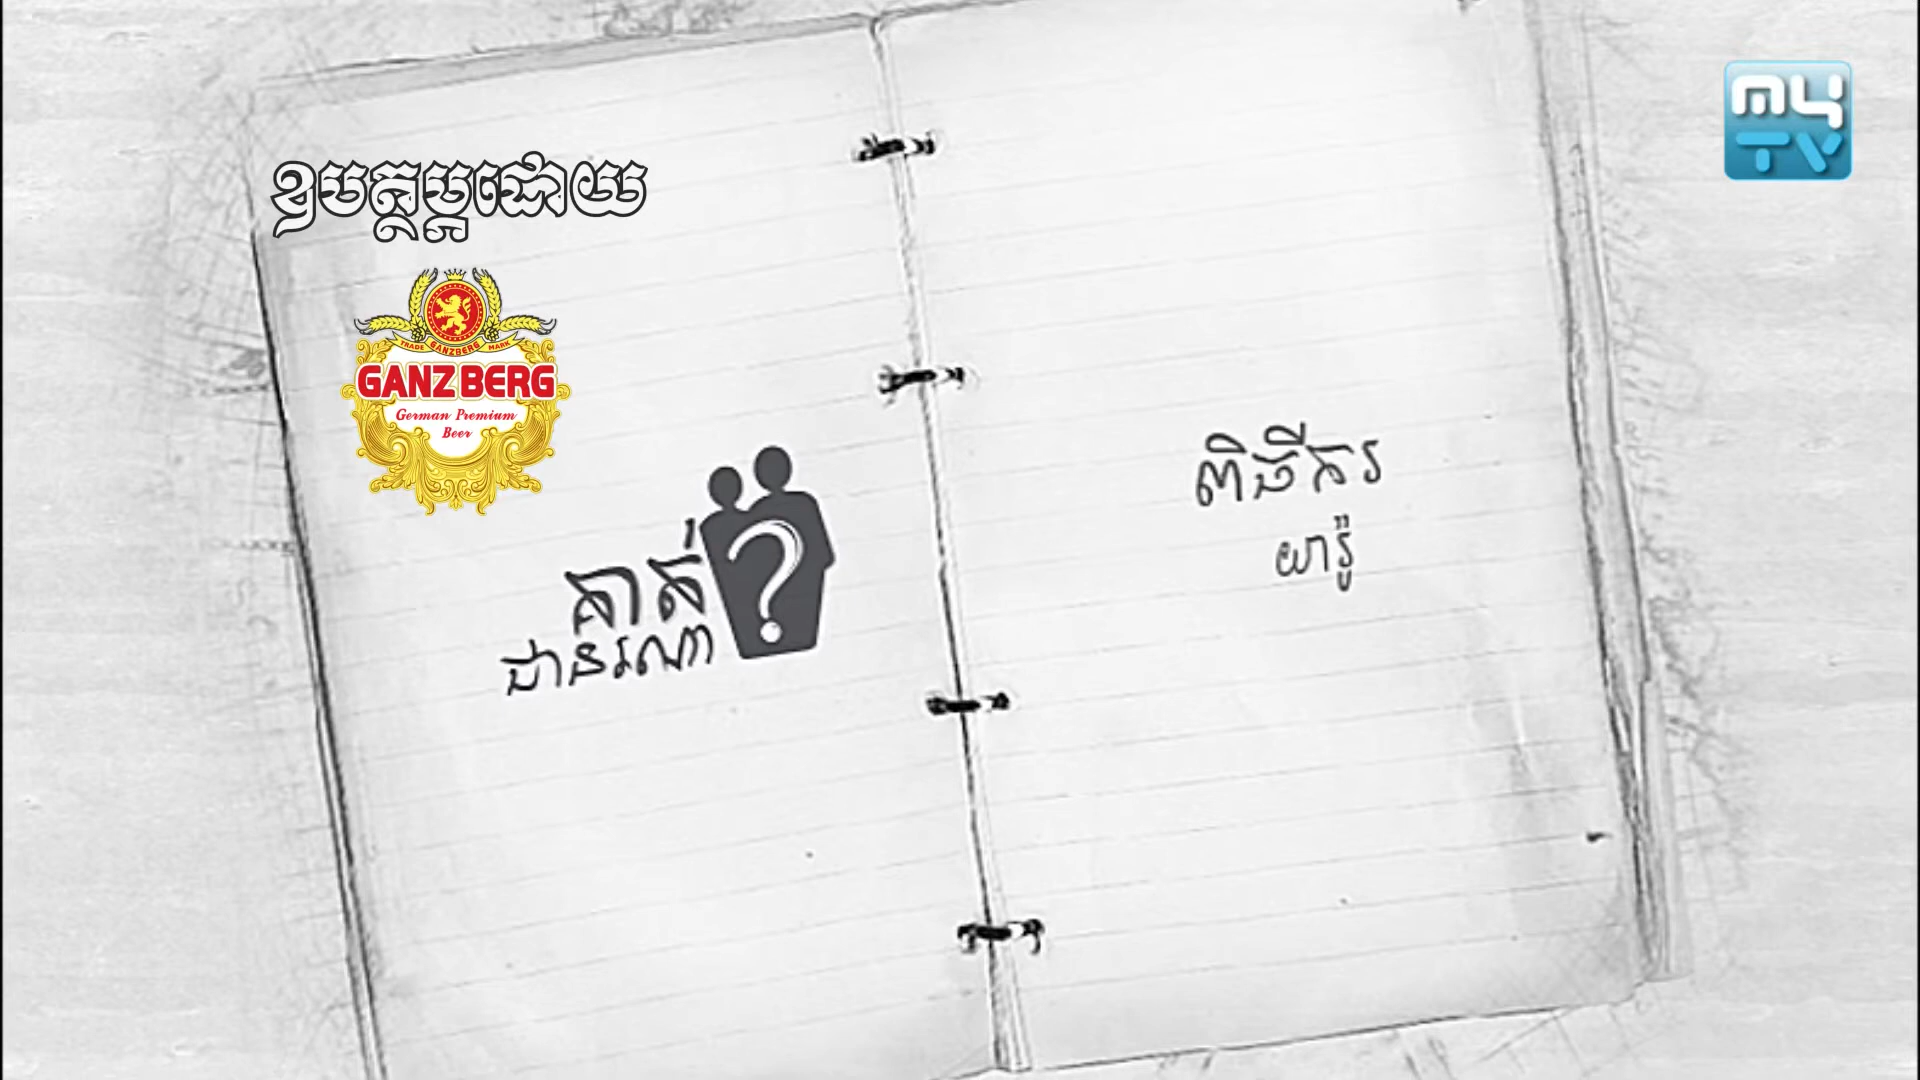 ឧបត្ថម្ភដោយ
TRADE GANZBERG MARK
GANZBERG
German Premium
Beer
គាត់
ជានរណា
?
ពិធីករ
យារ៉ូ
MY
TV